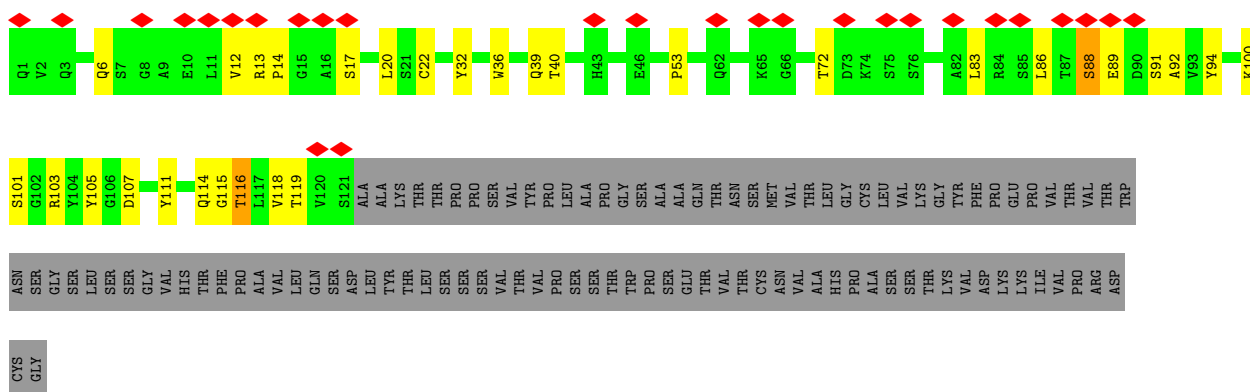 Q1 V2 Q3 Q6 S7 G8 A9 E10 L11 V12 R13 P14 G15 A16 S17 L20 S21 C22 Y32 W36 Q39 T40 H43 E46 P53 Q62 K65 G66 T72 D73 K74 S75 S76 A82 L83 R84 S85 L86 T87 S88 E89 D90 S91 A92 V93 Y94 K100
S101 G102 R103 Y104 Y105 G106 D107 Y111 Q114 G115 T116 L117 V118 T119 V120 S121 ALA ALA LYS THR THR PRO PRO SER VAL TYR PRO LEU ALA PRO GLY SER ALA ALA GLN THR ASN SER MET VAL THR LEU GLY CYS LEU VAL LYS GLY TYR PHE PRO GLU PRO VAL THR VAL THR TRP
ASN SER GLY SER LEU SER SER GLY VAL HIS THR PHE PRO ALA VAL LEU GLN SER ASP LEU TYR THR LEU SER SER SER VAL THR VAL PRO SER SER THR TRP PRO SER GLU THR VAL THR CYS ASN VAL ALA HIS PRO ALA SER SER THR LYS VAL ASP LYS LYS ILE VAL PRO ARG ASP
CYS GLY